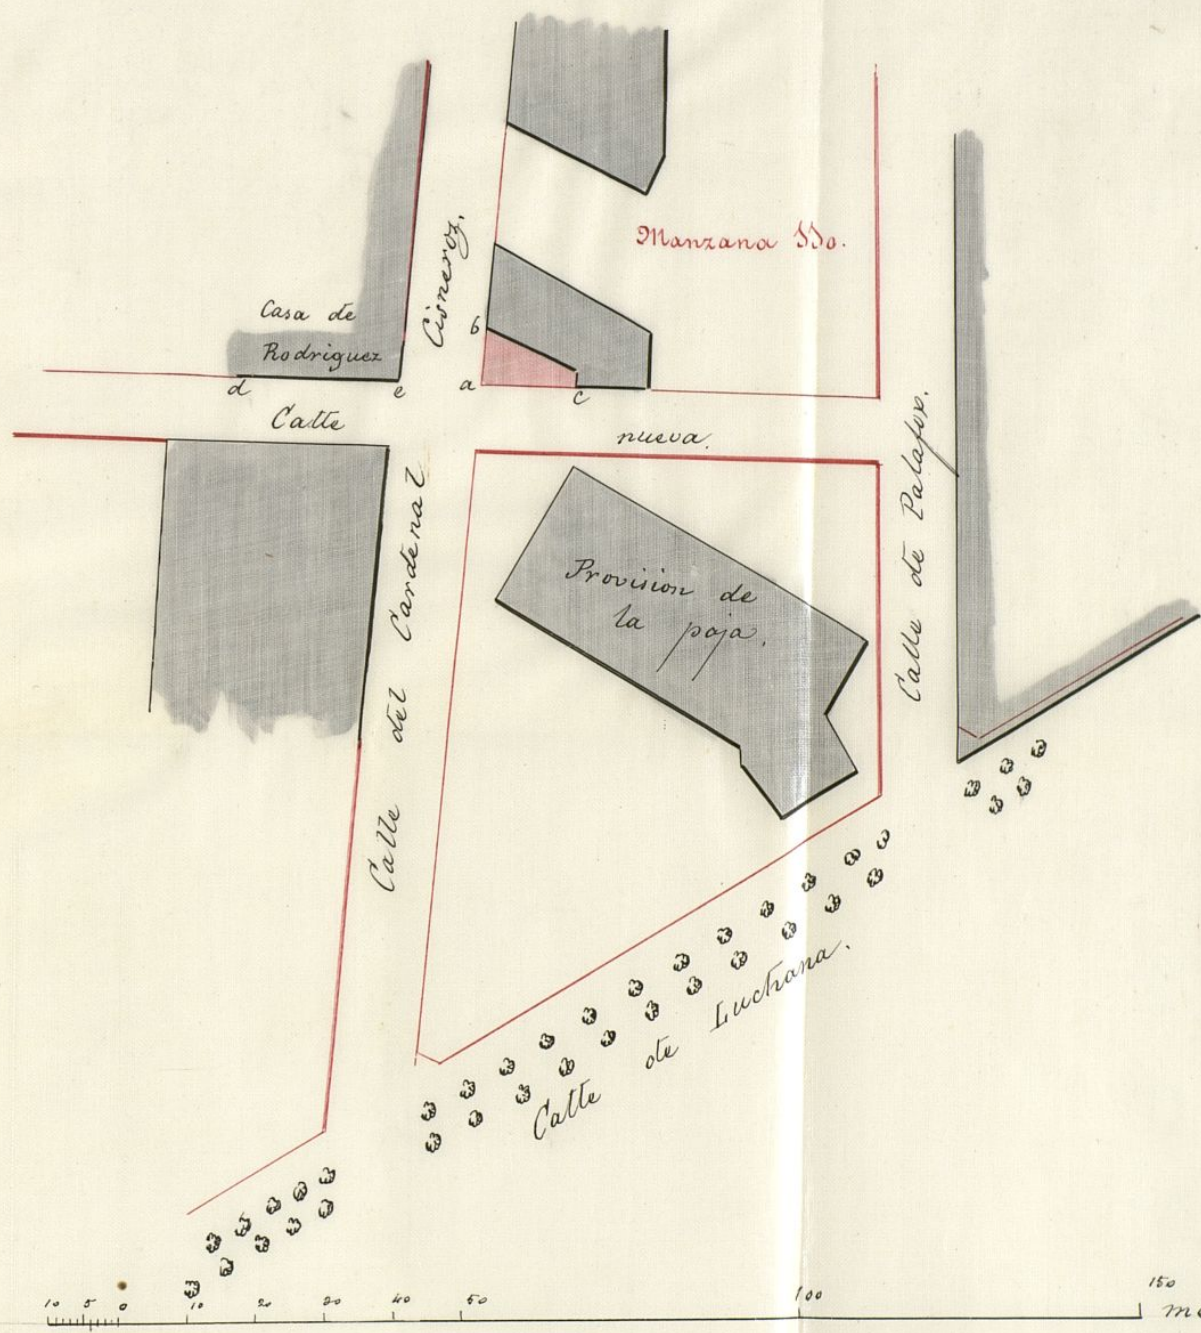 Manzana 110.
Cisneros.
Casa de
Rodriguez
b
a
c
d
e
Calle
nueva.
Calle del Cardenal
Calle de Palafox.
Provision de
la paja.
Calle de Luchana.
10 5 0 10 20 30 40 50 100 150